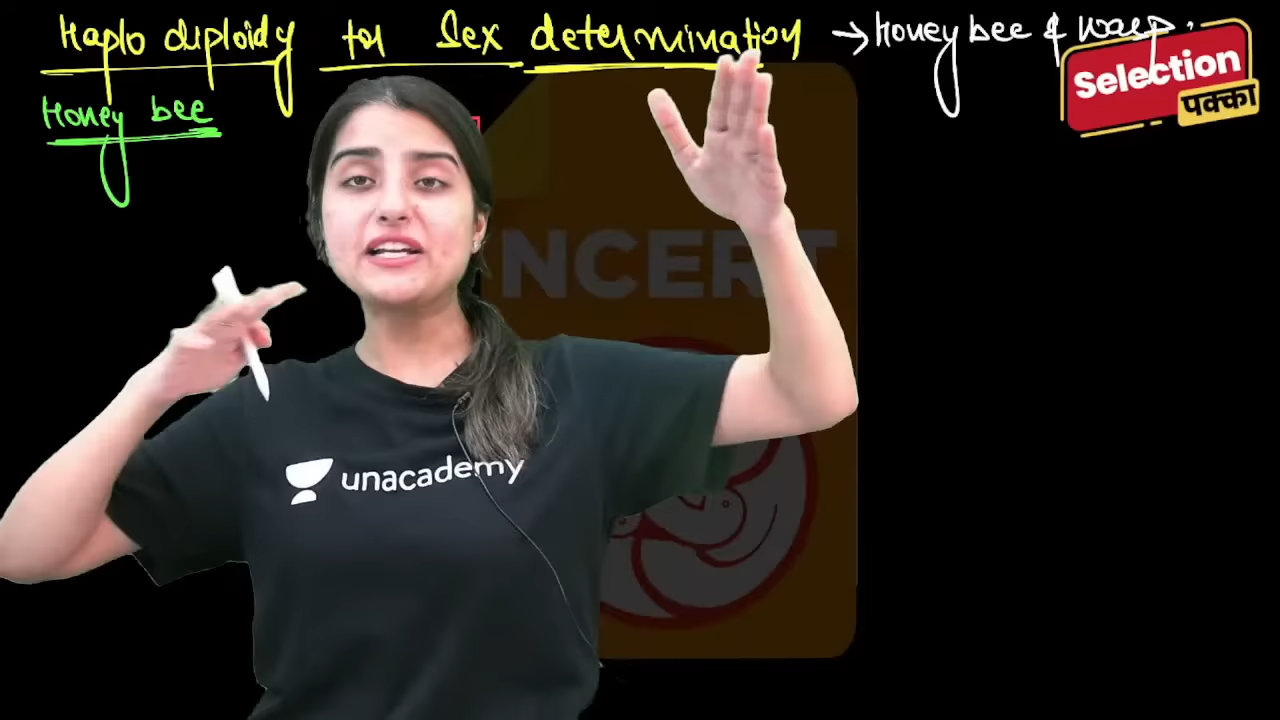 Haplo diploidy for Sex determination → Honey bee & wasp.
Honey bee
Selection
पक्का
NCERT
unacademy